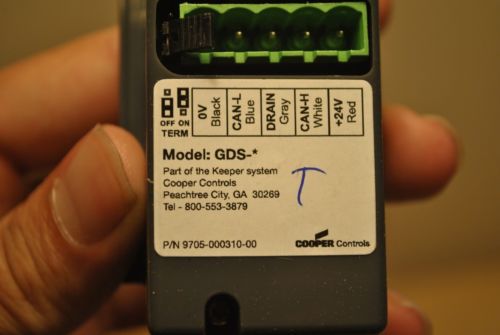 OFF ON
TERM
0V
Black
CAN-L
Blue
DRAIN
Gray
CAN-H
White
+24V
Red
Model: GDS-*
Part of the Keeper system
Cooper Controls
Peachtree City, GA 30269
Tel - 800-553-3879
T
P/N 9705-000310-00
COOPER Controls